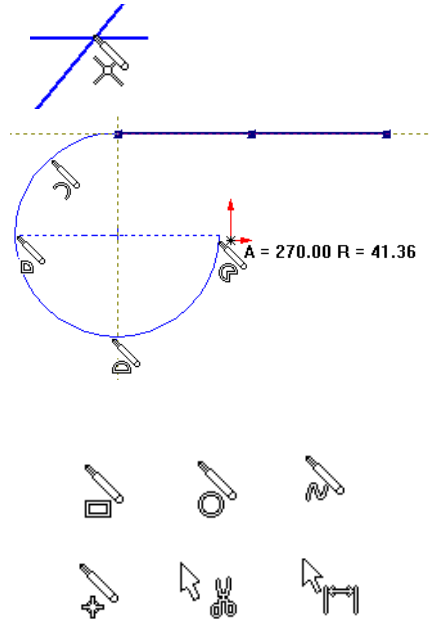 A = 270.00 R = 41.36